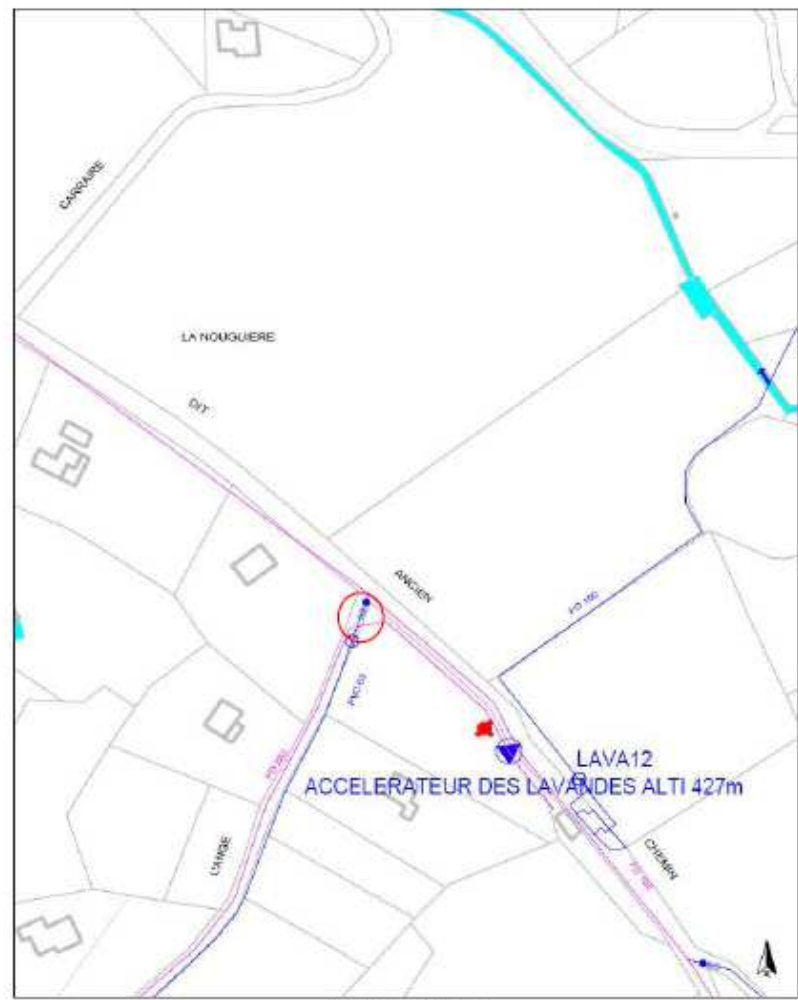 CARRAIRE
LA NOUGUIERE
DIT
ANCIEN
LAVA12
ACCELERATEUR DES LAVANDES ALTI 427m
L'ANGE
CHEMIN